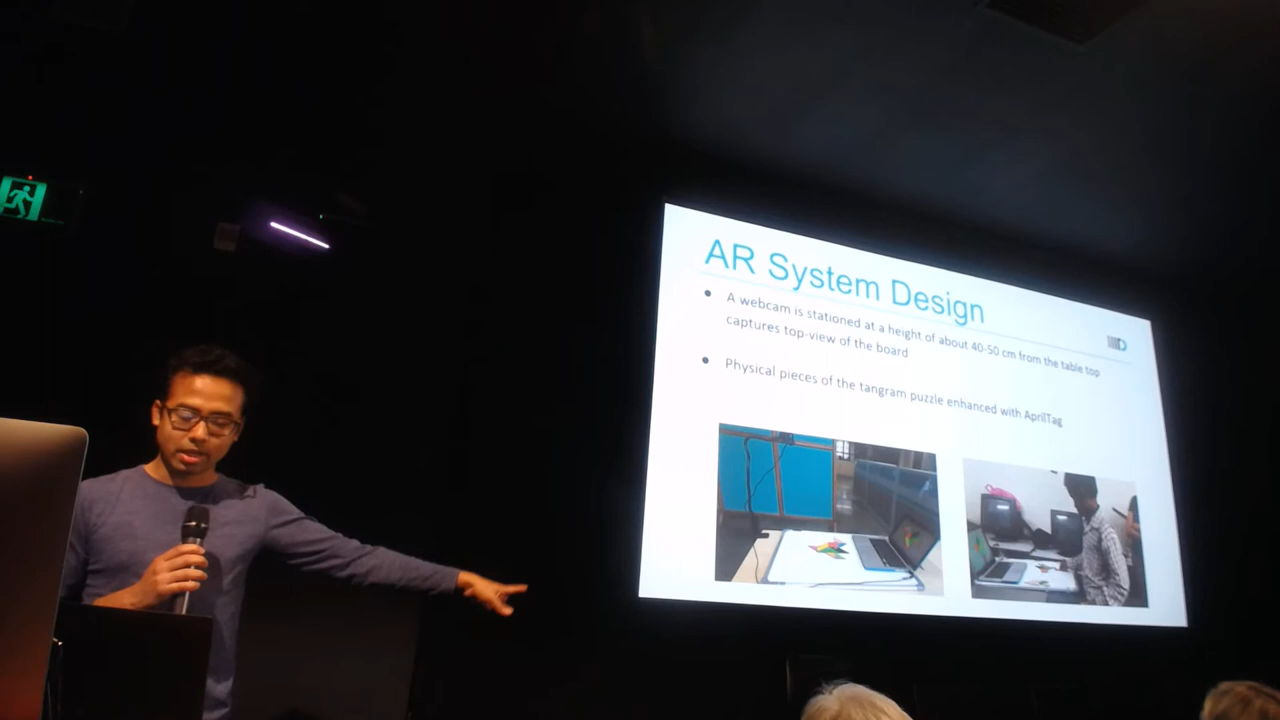 AR System Design
A webcam is stationed at a height of about 40-50 cm from the table top
captures top-view of the board
Physical pieces of the tangram puzzle enhanced with AprilTag